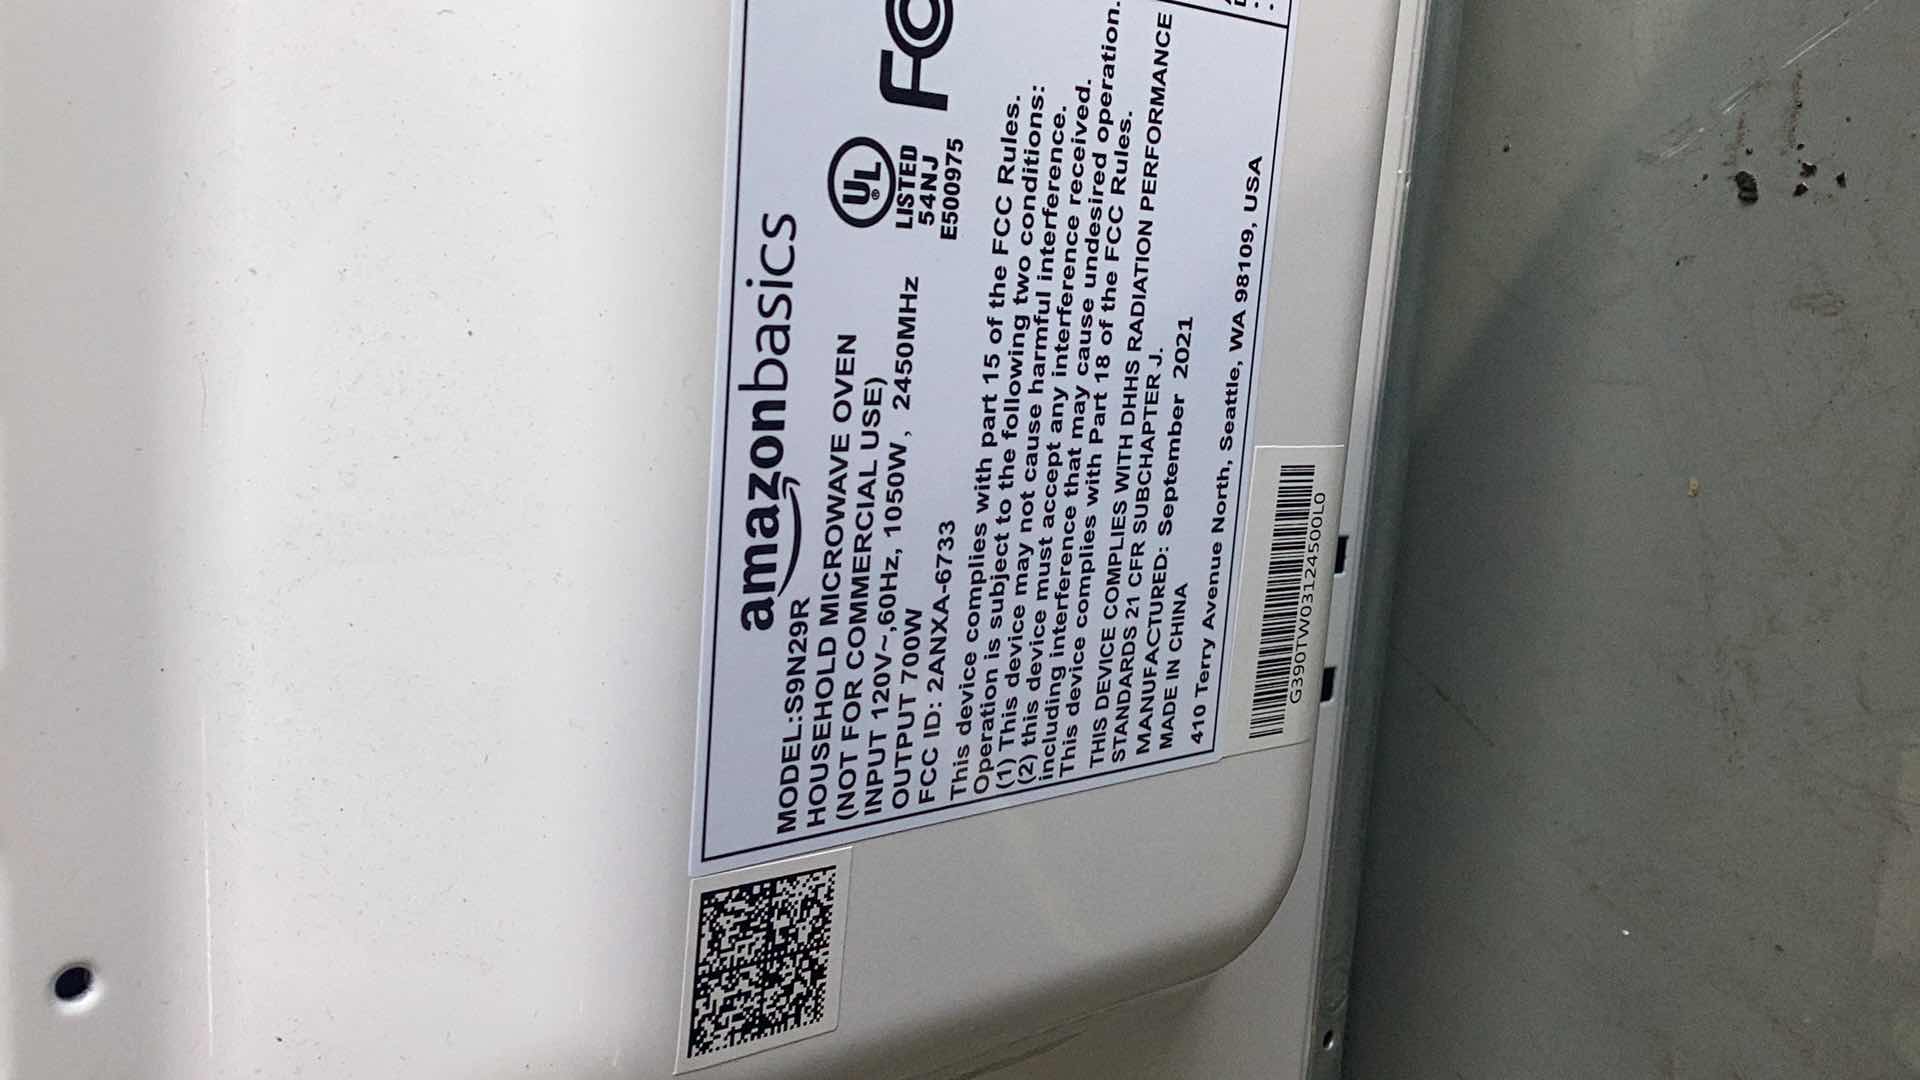 amazonbasics
MODEL:S9N29R
HOUSEHOLD MICROWAVE OVEN
(NOT FOR COMMERCIAL USE)
INPUT 120V~,60Hz, 1050W, 2450MHz
OUTPUT 700W
FCC ID: 2ANXA-6733
UL
®
LISTED
54NJ
E500975
FC
This device complies with part 15 of the FCC Rules.
Operation is subject to the following two conditions:
(1) This device may not cause harmful interference.
(2) this device must accept any interference received.
including interference that may cause undesired operation.
This device complies with Part 18 of the FCC Rules.
THIS DEVICE COMPLIES WITH DHHS RADIATION PERFORMANCE
STANDARDS 21 CFR SUBCHAPTER J.
MANUFACTURED: September 2021
MADE IN CHINA
410 Terry Avenue North, Seattle, WA 98109, USA
G390TW03124500L0